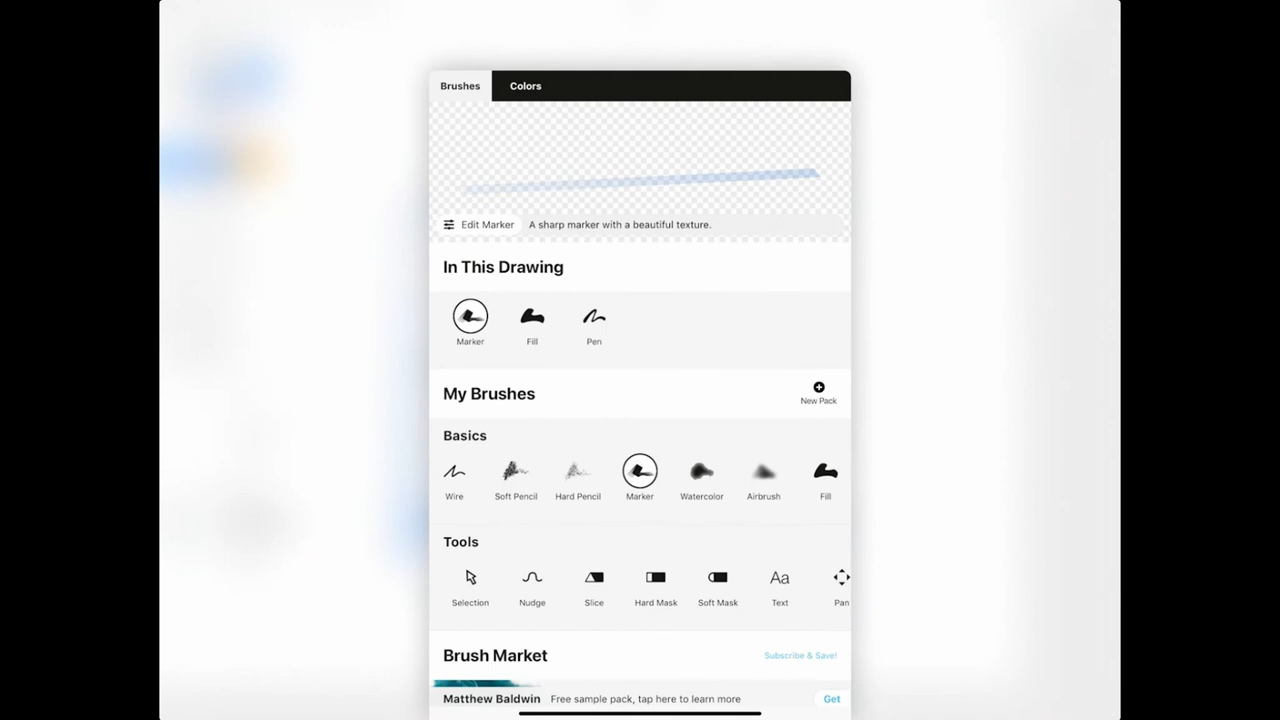 Brushes Colors
Edit Marker A sharp marker with a beautiful texture.
In This Drawing
Marker Fill Pen
My Brushes New Pack
Basics
Wire Soft Pencil Hard Pencil Marker Watercolor Airbrush Fill
Tools
Aa
Selection Nudge Slice Hard Mask Soft Mask Text Pan
Brush Market Subscribe & Save!
Matthew Baldwin Free sample pack, tap here to learn more Get